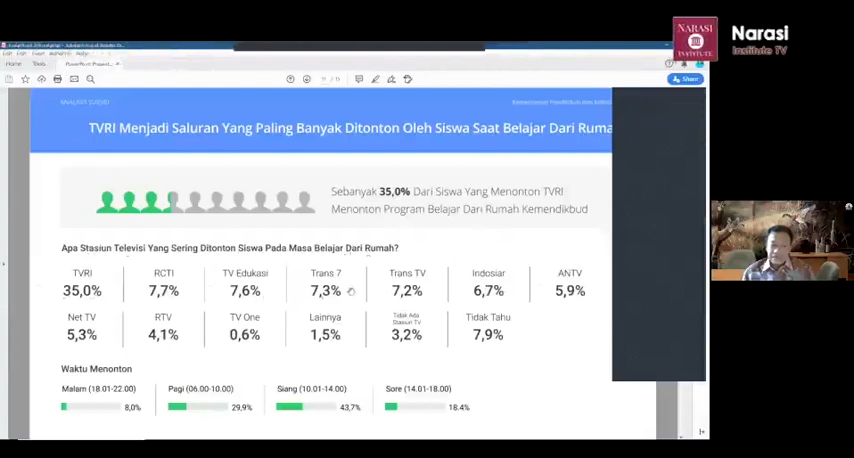 NARASI
INSTITUTE
Narasi
Institute TV
Home Tools
Share
TVRI Menjadi Saluran Yang Paling Banyak Ditonton Oleh Siswa Saat Belajar Dari Ruma
Sebanyak 35,0% Dari Siswa Yang Menonton TVRI
Menonton Program Belajar Dari Rumah Kemendikbud
Apa Stasiun Televisi Yang Sering Ditonton Siswa Pada Masa Belajar Dari Rumah?
TVRI RCTI TV Edukasi Trans 7 Trans TV Indosiar ANTV
35,0% 7,7% 7,6% 7,3% 7,2% 6,7% 5,9%
Net TV RTV TV One Lainnya Tidak Ada Stasiun TV Tidak Tahu
5,3% 4,1% 0,6% 1,5% 3,2% 7,9%
Waktu Menonton
Malam (18.01-22.00) Pagi (06.00-10.00) Siang (10.01-14.00) Sore (14.01-18.00)
8,0% 29,9% 43,7% 18.4%